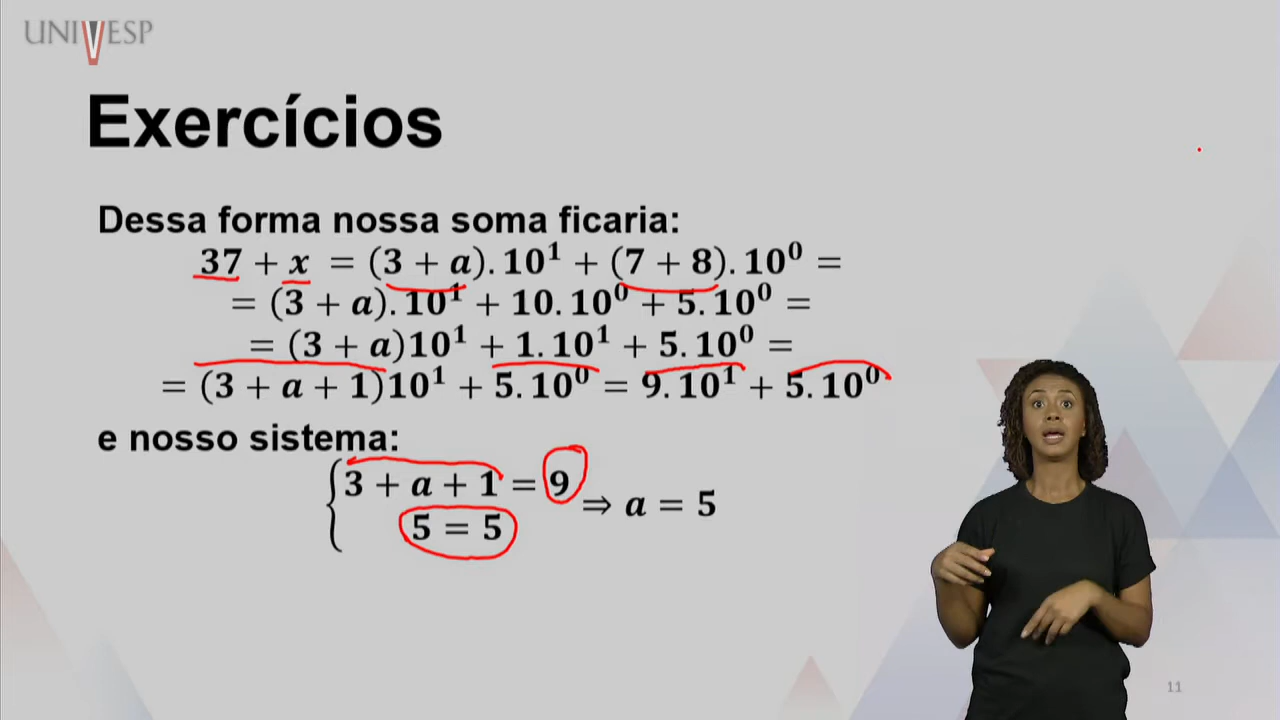 UNIVESP
Exercícios
Dessa forma nossa soma ficaria:
37 + x = (3 + a). 10¹ + (7 + 8). 10⁰ =
= (3 + a). 10¹ + 10. 10⁰ + 5. 10⁰ =
= (3 + a)10¹ + 1. 10¹ + 5. 10⁰ =
= (3 + a + 1)10¹ + 5. 10⁰ = 9. 10¹ + 5. 10⁰
e nosso sistema:
3 + a + 1 = 9
5 = 5
⇒ a = 5
11